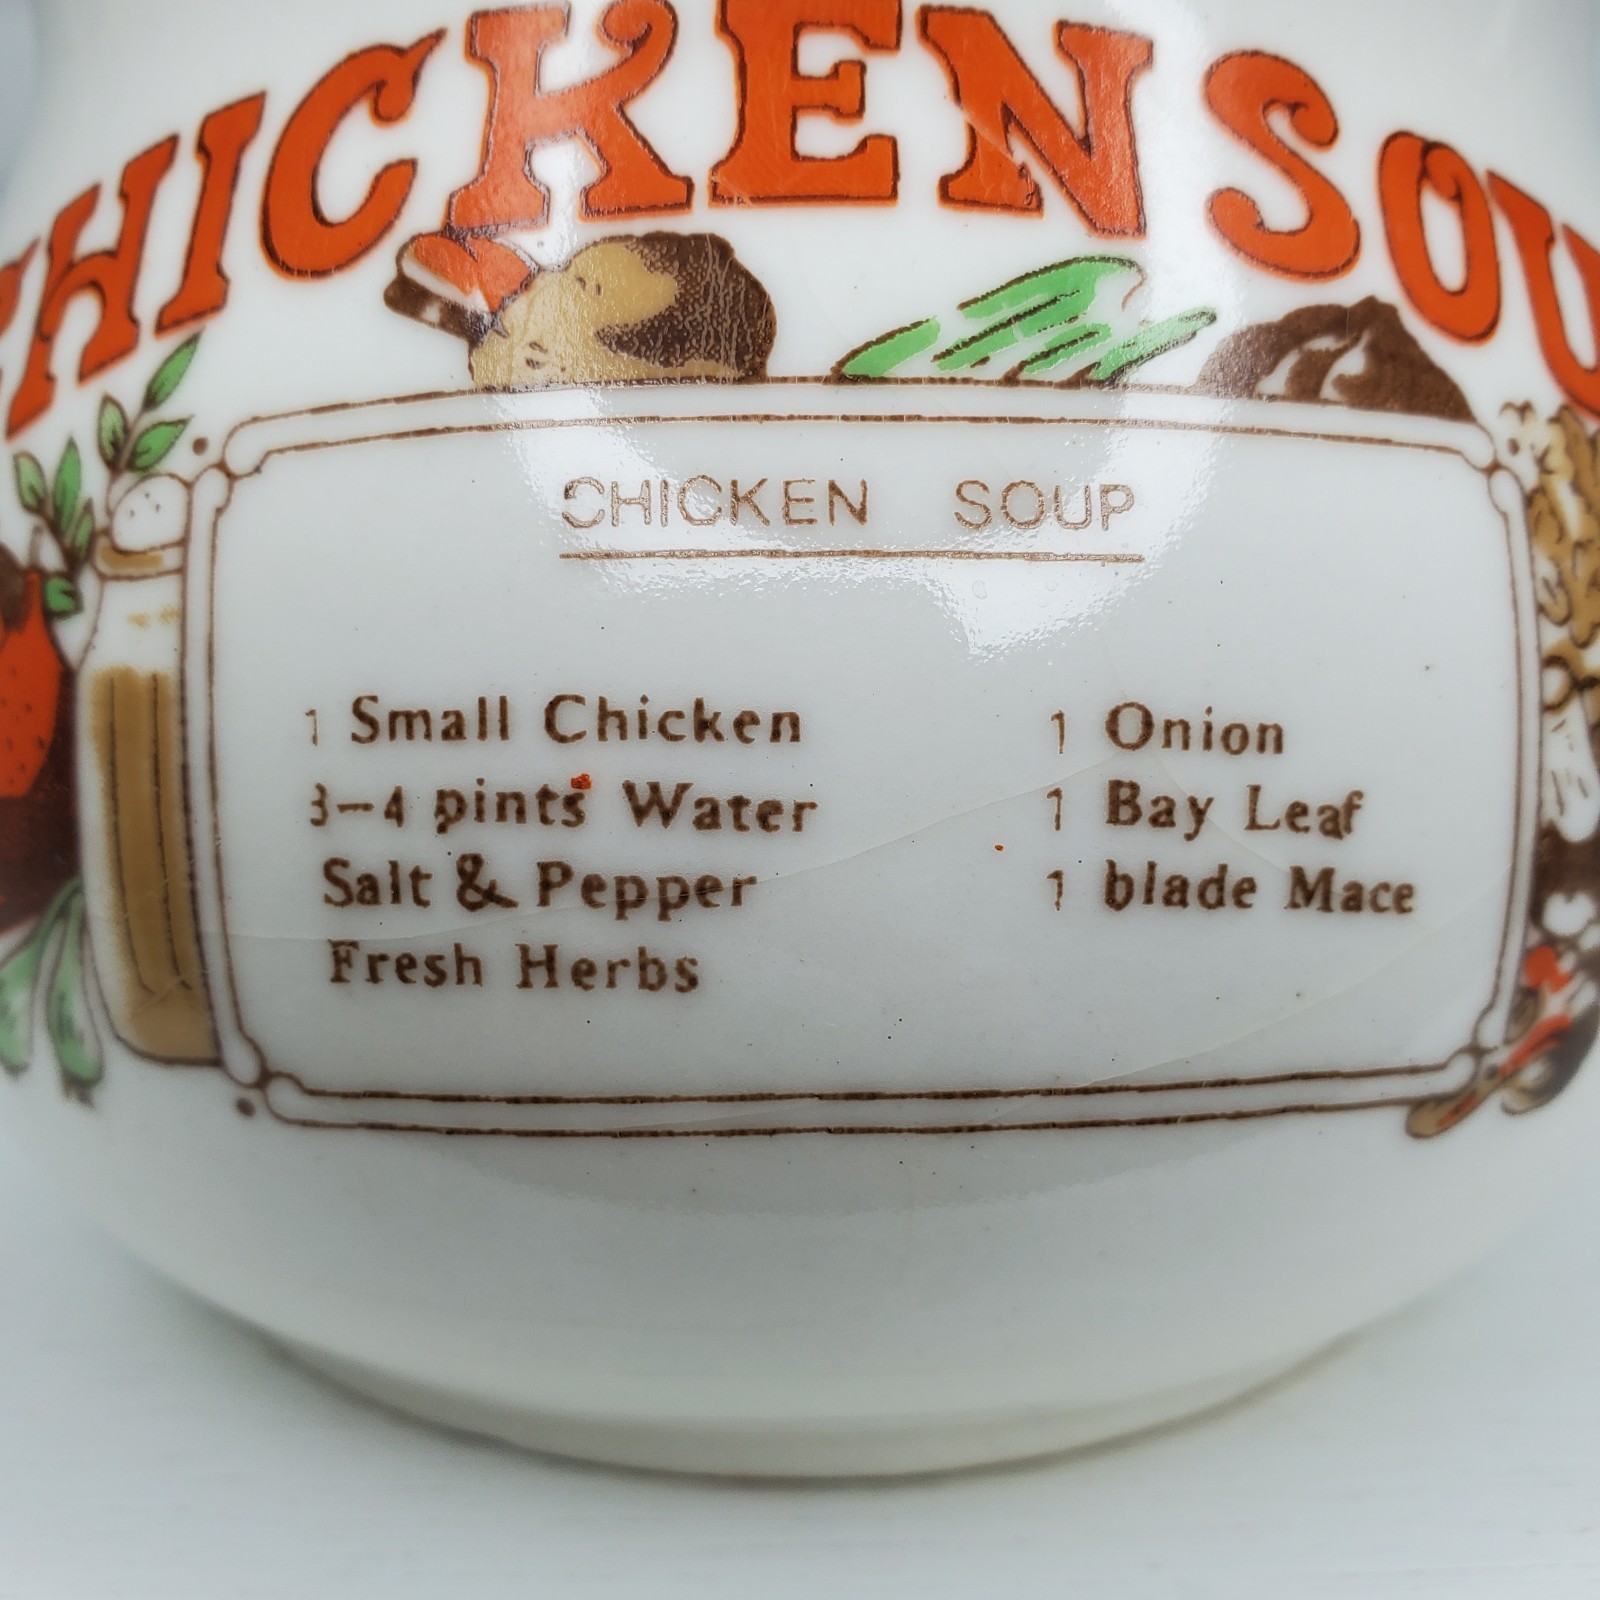 CHICKEN SOUP
CHICKEN SOUP
1 Small Chicken
3-4 pints Water
Salt & Pepper
Fresh Herbs
1 Onion
1 Bay Leaf
1 blade Mace